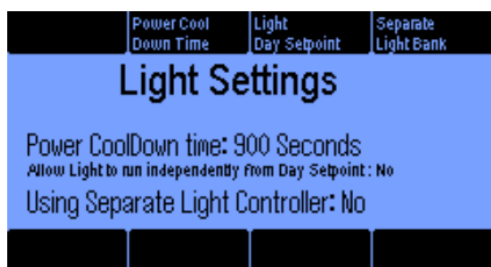 Power Cool Down Time
Light Day Setpoint
Separate Light Bank
Light Settings
Power CoolDown time: 900 Seconds
Allow Light to run independently from Day Setpoint: No
Using Separate Light Controller: No